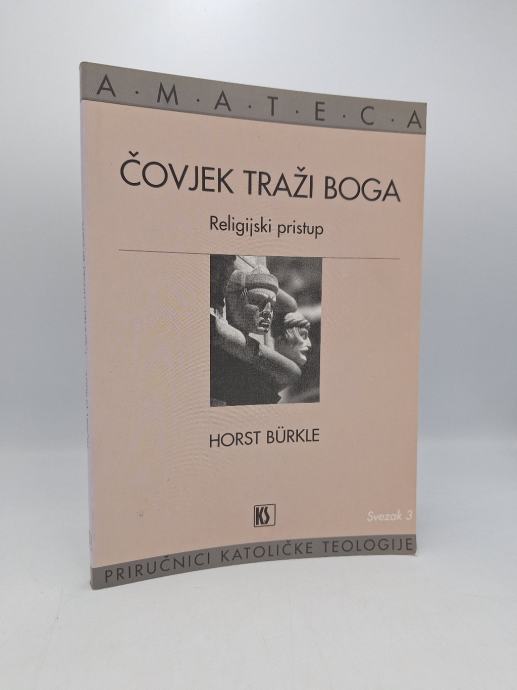 A·M·A·T·E·C·A
ČOVJEK TRAŽI BOGA
Religijski pristup
HORST BÜRKLE
KS
Svezak 3
PRIRUČNICI KATOLIČKE TEOLOGIJE